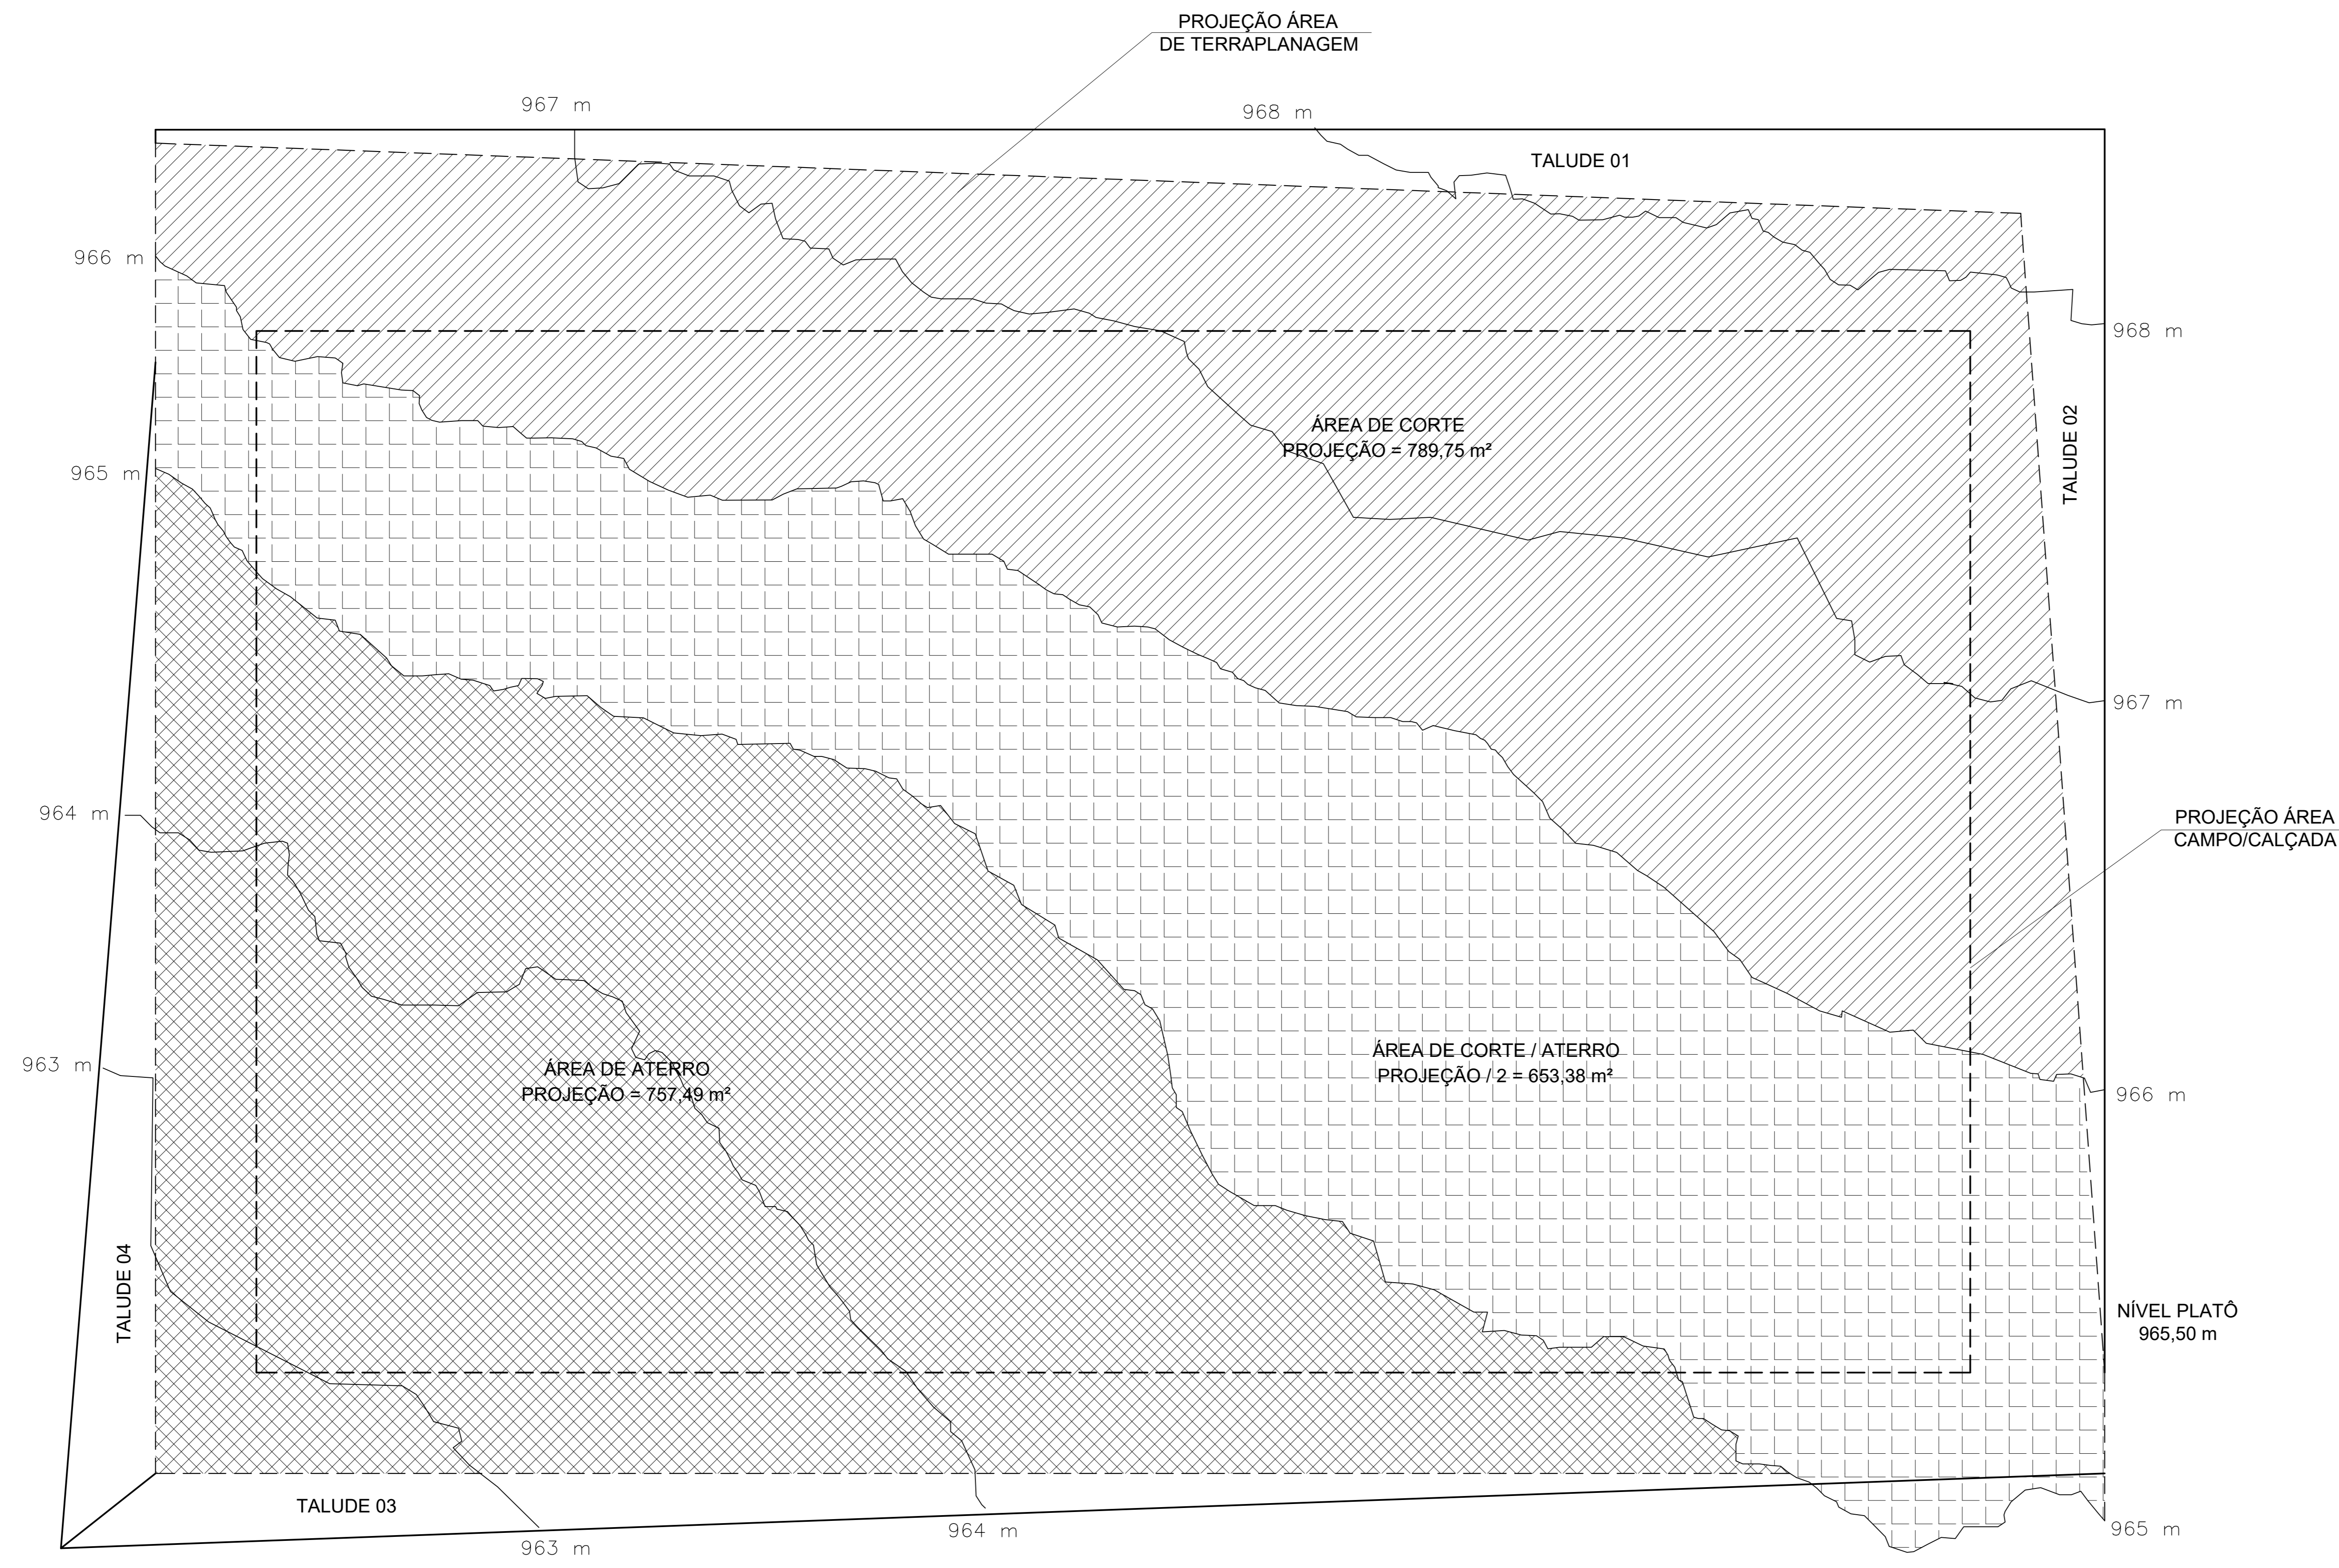 PROJEÇÃO ÁREA
DE TERRAPLANAGEM
967 m
968 m
TALUDE 01
966 m
968 m
TALUDE 02
ÁREA DE CORTE
PROJEÇÃO = 789,75 m²
965 m
967 m
964 m
PROJEÇÃO ÁREA
CAMPO/CALÇADA
963 m
ÁREA DE ATERRO
PROJEÇÃO = 757,49 m²
ÁREA DE CORTE / ATERRO
PROJEÇÃO / 2 = 653,38 m²
966 m
TALUDE 04
NÍVEL PLATÔ
965,50 m
TALUDE 03
963 m
964 m
965 m